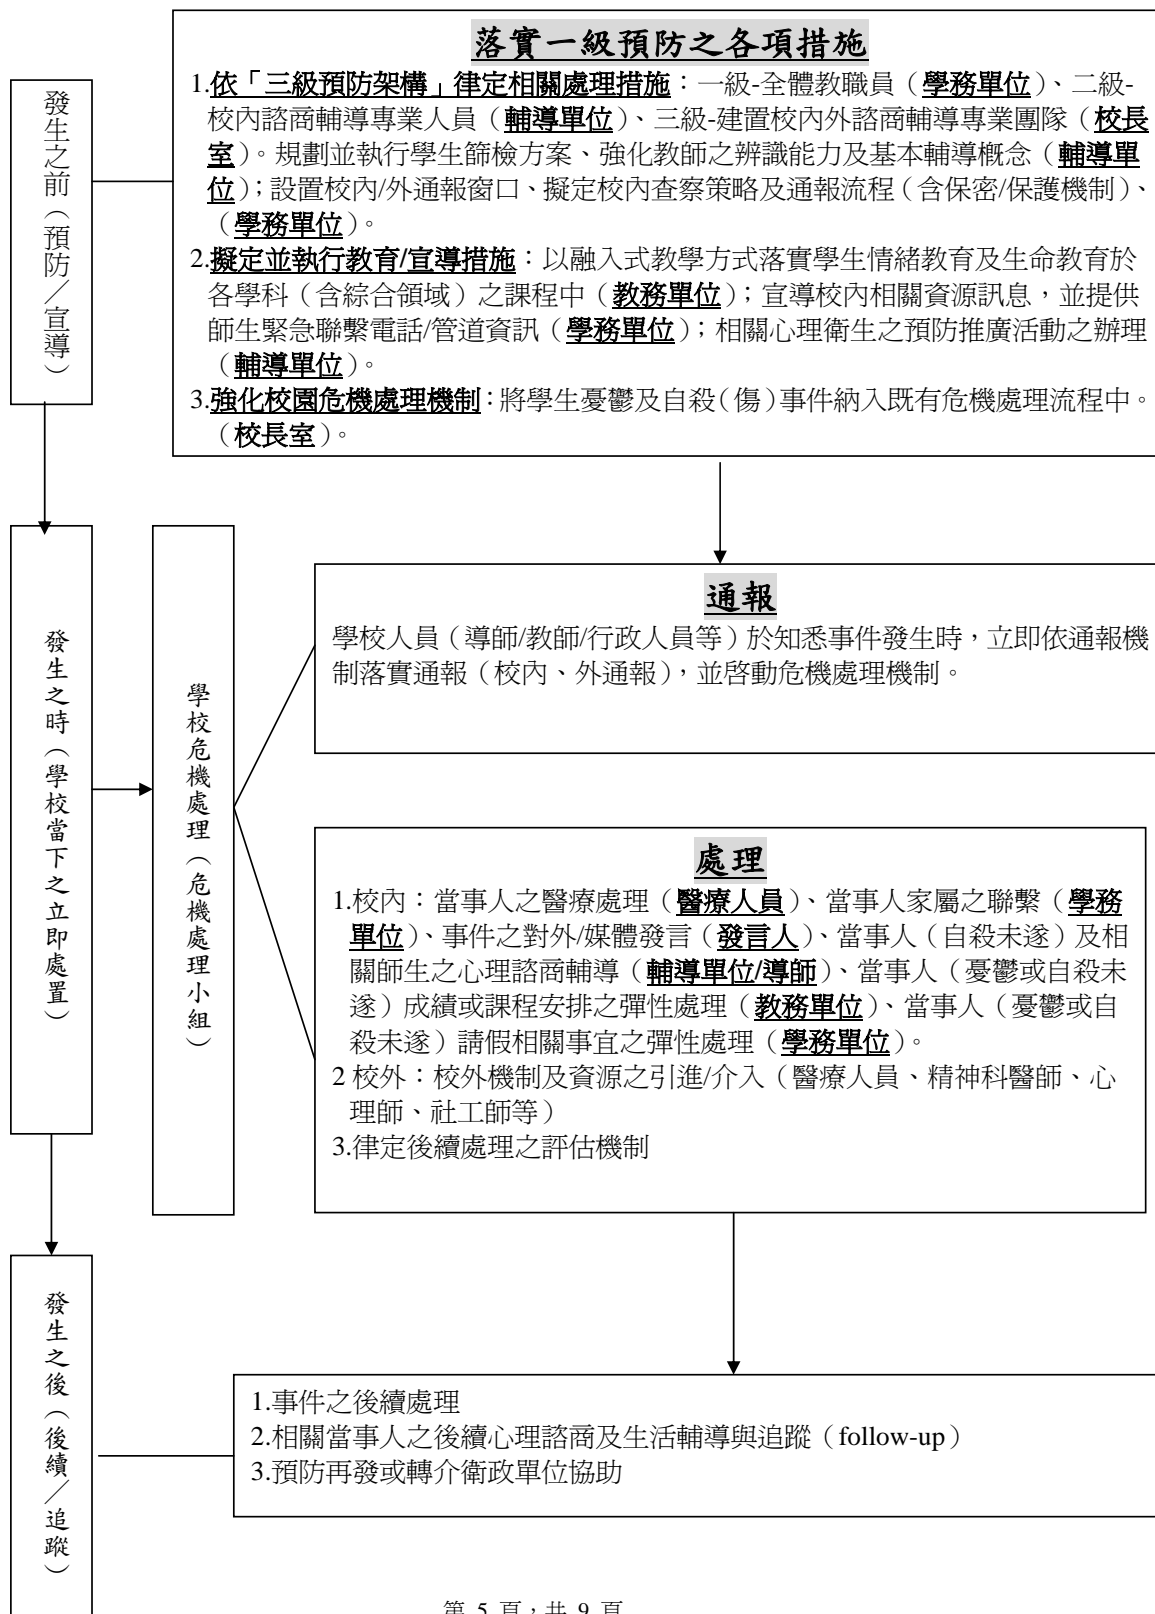 落實一級預防之各項措施
1.依「三級預防架構」律定相關處理措施：一級-全體教職員（學務單位）、二級-
校內諮商輔導專業人員（輔導單位）、三級-建置校內外諮商輔導專業團隊（校長
室）。規劃並執行學生篩檢方案、強化教師之辨識能力及基本輔導概念（輔導單
位）；設置校內/外通報窗口、擬定校內查察策略及通報流程（含保密/保護機制）、
（學務單位）。
2.擬定並執行教育/宣導措施：以融入式教學方式落實學生情緒教育及生命教育於
各學科（含綜合領域）之課程中（教務單位）；宣導校內相關資源訊息，並提供
師生緊急聯繫電話/管道資訊（學務單位）；相關心理衛生之預防推廣活動之辦理
（輔導單位）。
3.強化校園危機處理機制：將學生憂鬱及自殺（傷）事件納入既有危機處理流程中。
（校長室）。
發生之前（預防／宣導）
發生之時（學校當下之立即處置）
學校危機處理（危機處理小組）
通報
學校人員（導師/教師/行政人員等）於知悉事件發生時，立即依通報機
制落實通報（校內、外通報），並啟動危機處理機制。
處理
1.校內：當事人之醫療處理（醫療人員）、當事人家屬之聯繫（學務
單位）、事件之對外/媒體發言（發言人）、當事人（自殺未遂）及相
關師生之心理諮商輔導（輔導單位/導師）、當事人（憂鬱或自殺未
遂）成績或課程安排之彈性處理（教務單位）、當事人（憂鬱或自
殺未遂）請假相關事宜之彈性處理（學務單位）。
2 校外：校外機制及資源之引進/介入（醫療人員、精神科醫師、心
理師、社工師等）
3.律定後續處理之評估機制
發生之後（後續／追蹤）
1.事件之後續處理
2.相關當事人之後續心理諮商及生活輔導與追蹤（follow-up）
3.預防再發或轉介衛政單位協助
第 5 頁，共 9 頁